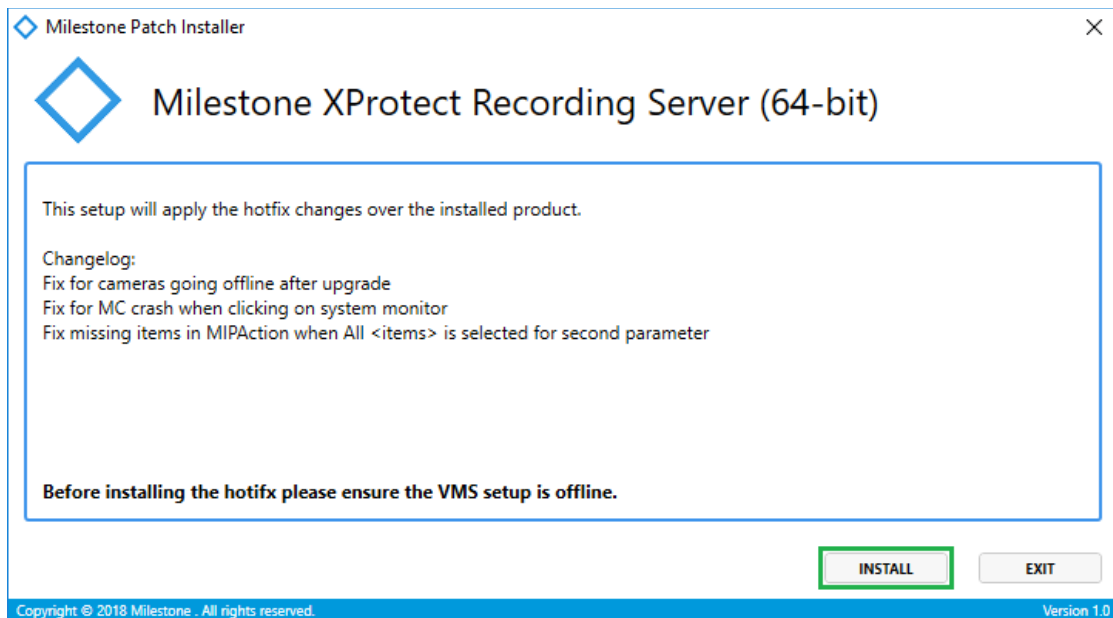 Milestone Patch Installer
Milestone XProtect Recording Server (64-bit)
This setup will apply the hotfix changes over the installed product.
Changelog:
Fix for cameras going offline after upgrade
Fix for MC crash when clicking on system monitor
Fix missing items in MIPAction when All <items> is selected for second parameter
Before installing the hotifx please ensure the VMS setup is offline.
INSTALL EXIT
Copyright © 2018 Milestone . All rights reserved. Version 1.0